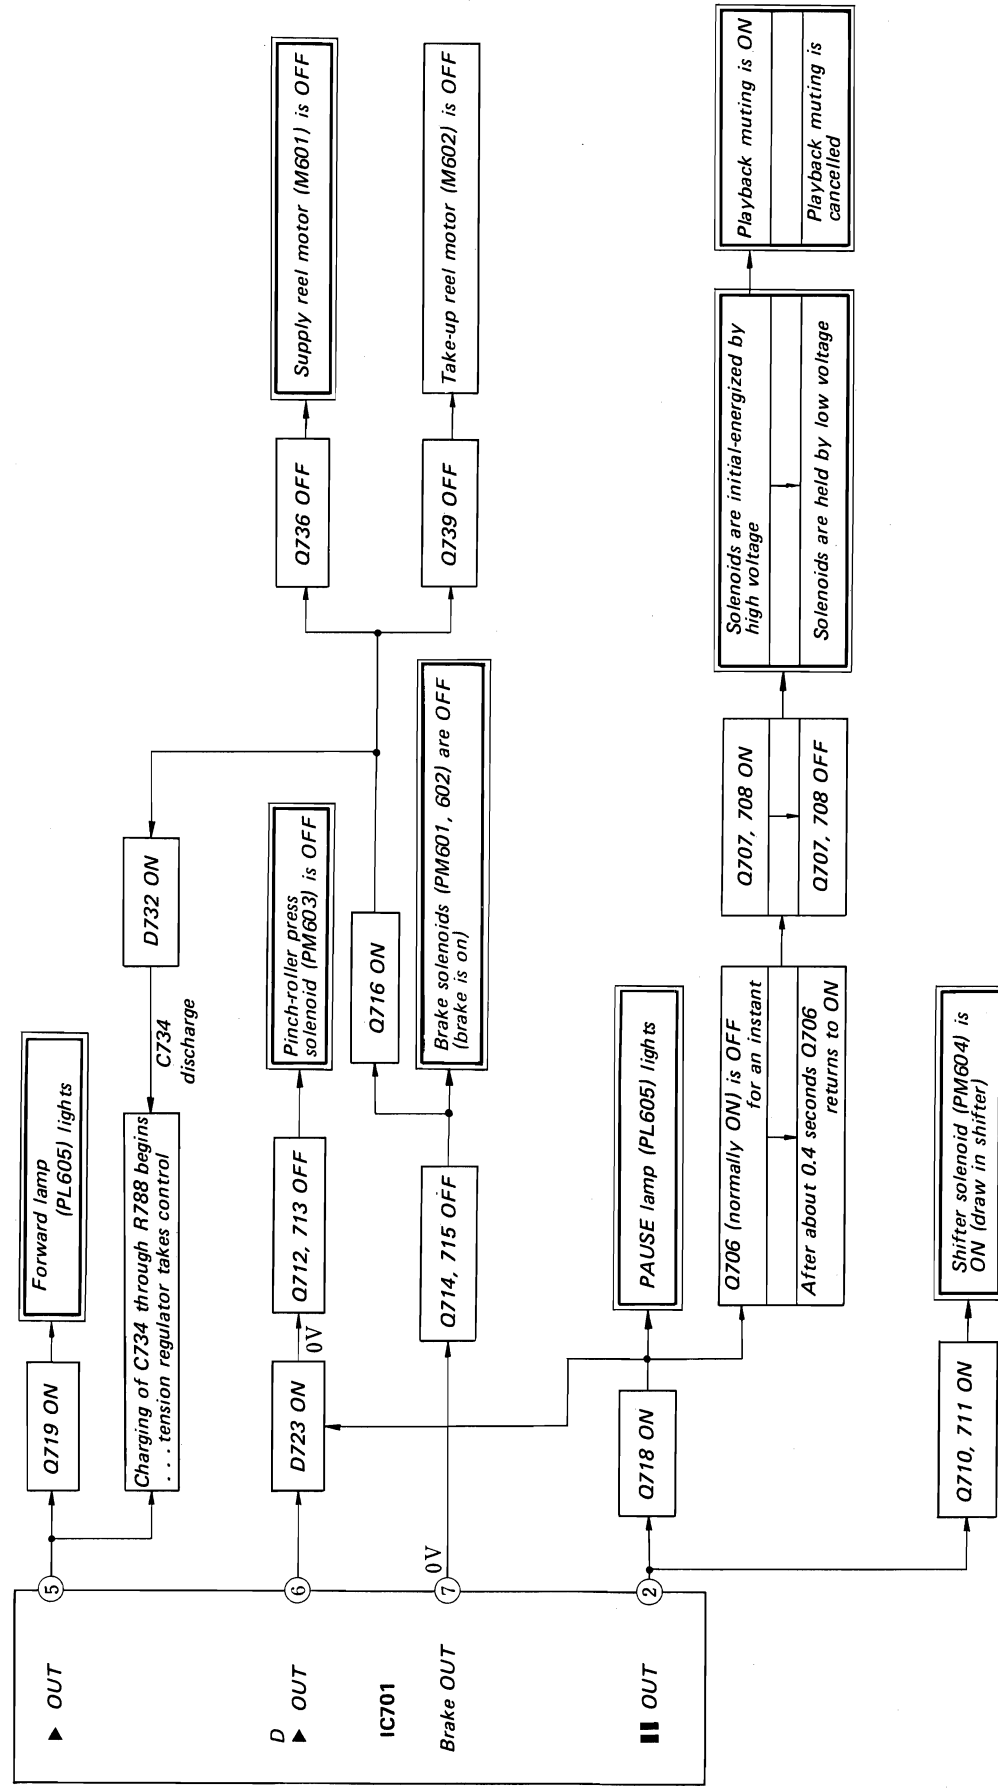 ▶ OUT
5
Q719 ON
Forward lamp
(PL605) lights
Charging of C734 through R788 begins
. . . tension regulator takes control
C734
discharge
D732 ON
D
▶ OUT
6
D723 ON
0V
Q712, 713 OFF
Pinch-roller press
solenoid (PM603) is OFF
Q736 OFF
Supply reel motor (M601) is OFF
IC701
Q716 ON
Brake OUT
7
0V
Q714, 715 OFF
Brake solenoids (PM601, 602) are OFF
(brake is on)
Q739 OFF
Take-up reel motor (M602) is OFF
▮▮ OUT
2
Q718 ON
PAUSE lamp (PL605) lights
Q706 (normally ON) is OFF
for an instant
After about 0.4 seconds Q706
returns to ON
Q707, 708 ON
Q707, 708 OFF
Solenoids are initial-energized by
high voltage
Solenoids are held by low voltage
Playback muting is ON
Playback muting is
cancelled
Q710, 711 ON
Shifter solenoid (PM604) is
ON (draw in shifter)